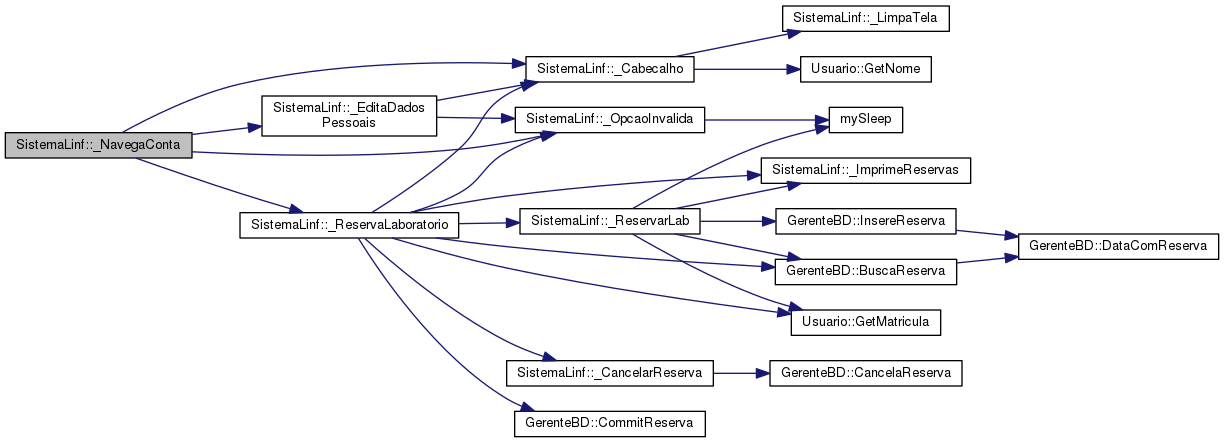 SistemaLinf::_NavegaConta
SistemaLinf::_EditaDados
Pessoais
SistemaLinf::_ReservaLaboratorio
SistemaLinf::_Cabecalho
SistemaLinf::_OpcaoInvalida
SistemaLinf::_ReservarLab
SistemaLinf::_CancelarReserva
GerenteBD::CommitReserva
SistemaLinf::_LimpaTela
Usuario::GetNome
mySleep
SistemaLinf::_ImprimeReservas
GerenteBD::InsereReserva
GerenteBD::BuscaReserva
Usuario::GetMatricula
GerenteBD::CancelaReserva
GerenteBD::DataComReserva